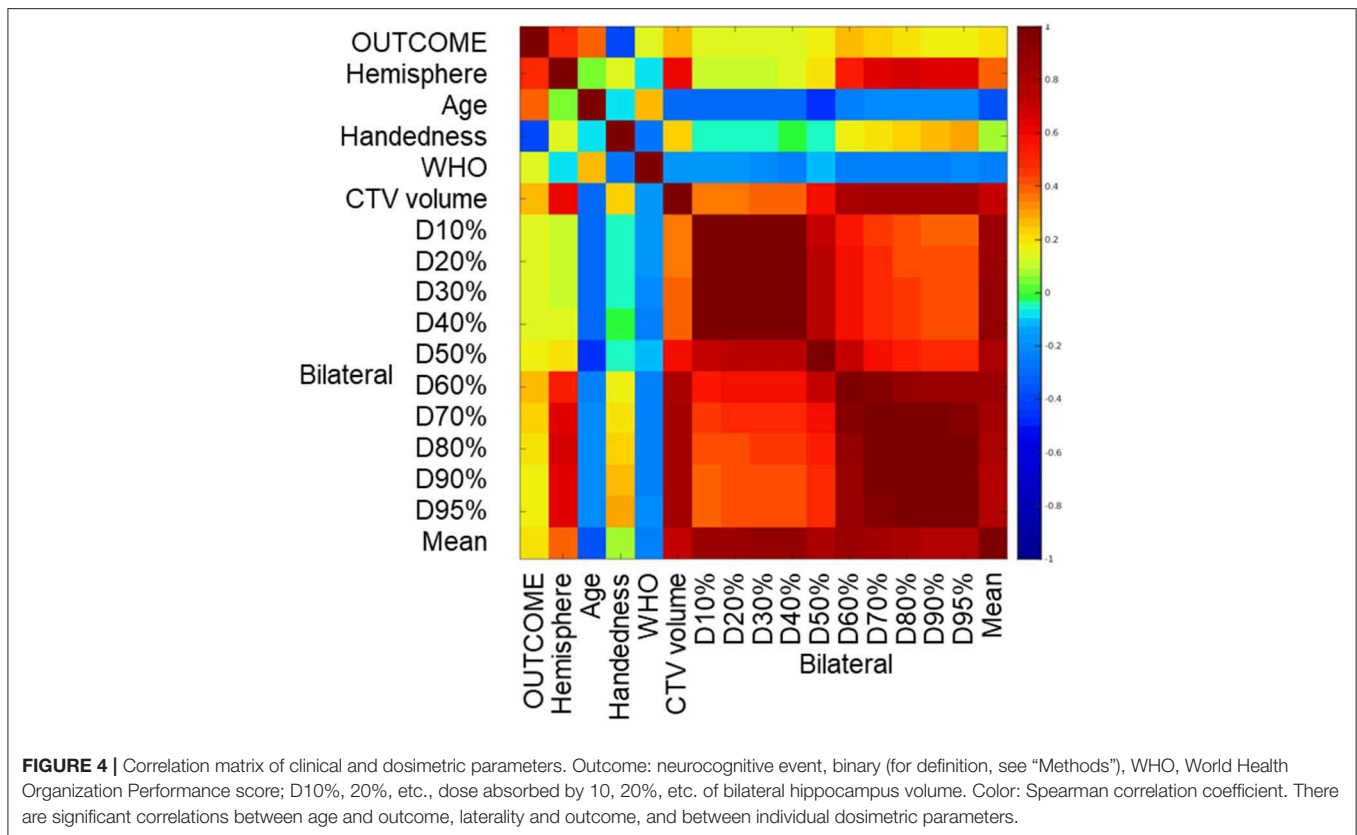 OUTCOME
Hemisphere
Age
Handedness
WHO
CTV volume
D10%
D20%
D30%
D40%
D50%
Bilateral
D60%
D70%
D80%
D90%
D95%
Mean
1
0.8
0.6
0.4
0.2
0
-0.2
-0.4
-0.6
-0.8
-1
OUTCOME
Hemisphere
Age
Handedness
WHO
CTV volume
D10%
D20%
D30%
D40%
D50%
D60%
D70%
D80%
D90%
D95%
Mean
Bilateral
FIGURE 4 | Correlation matrix of clinical and dosimetric parameters. Outcome: neurocognitive event, binary (for definition, see “Methods”), WHO, World Health
Organization Performance score; D10%, 20%, etc., dose absorbed by 10, 20%, etc. of bilateral hippocampus volume. Color: Spearman correlation coefficient. There
are significant correlations between age and outcome, laterality and outcome, and between individual dosimetric parameters.